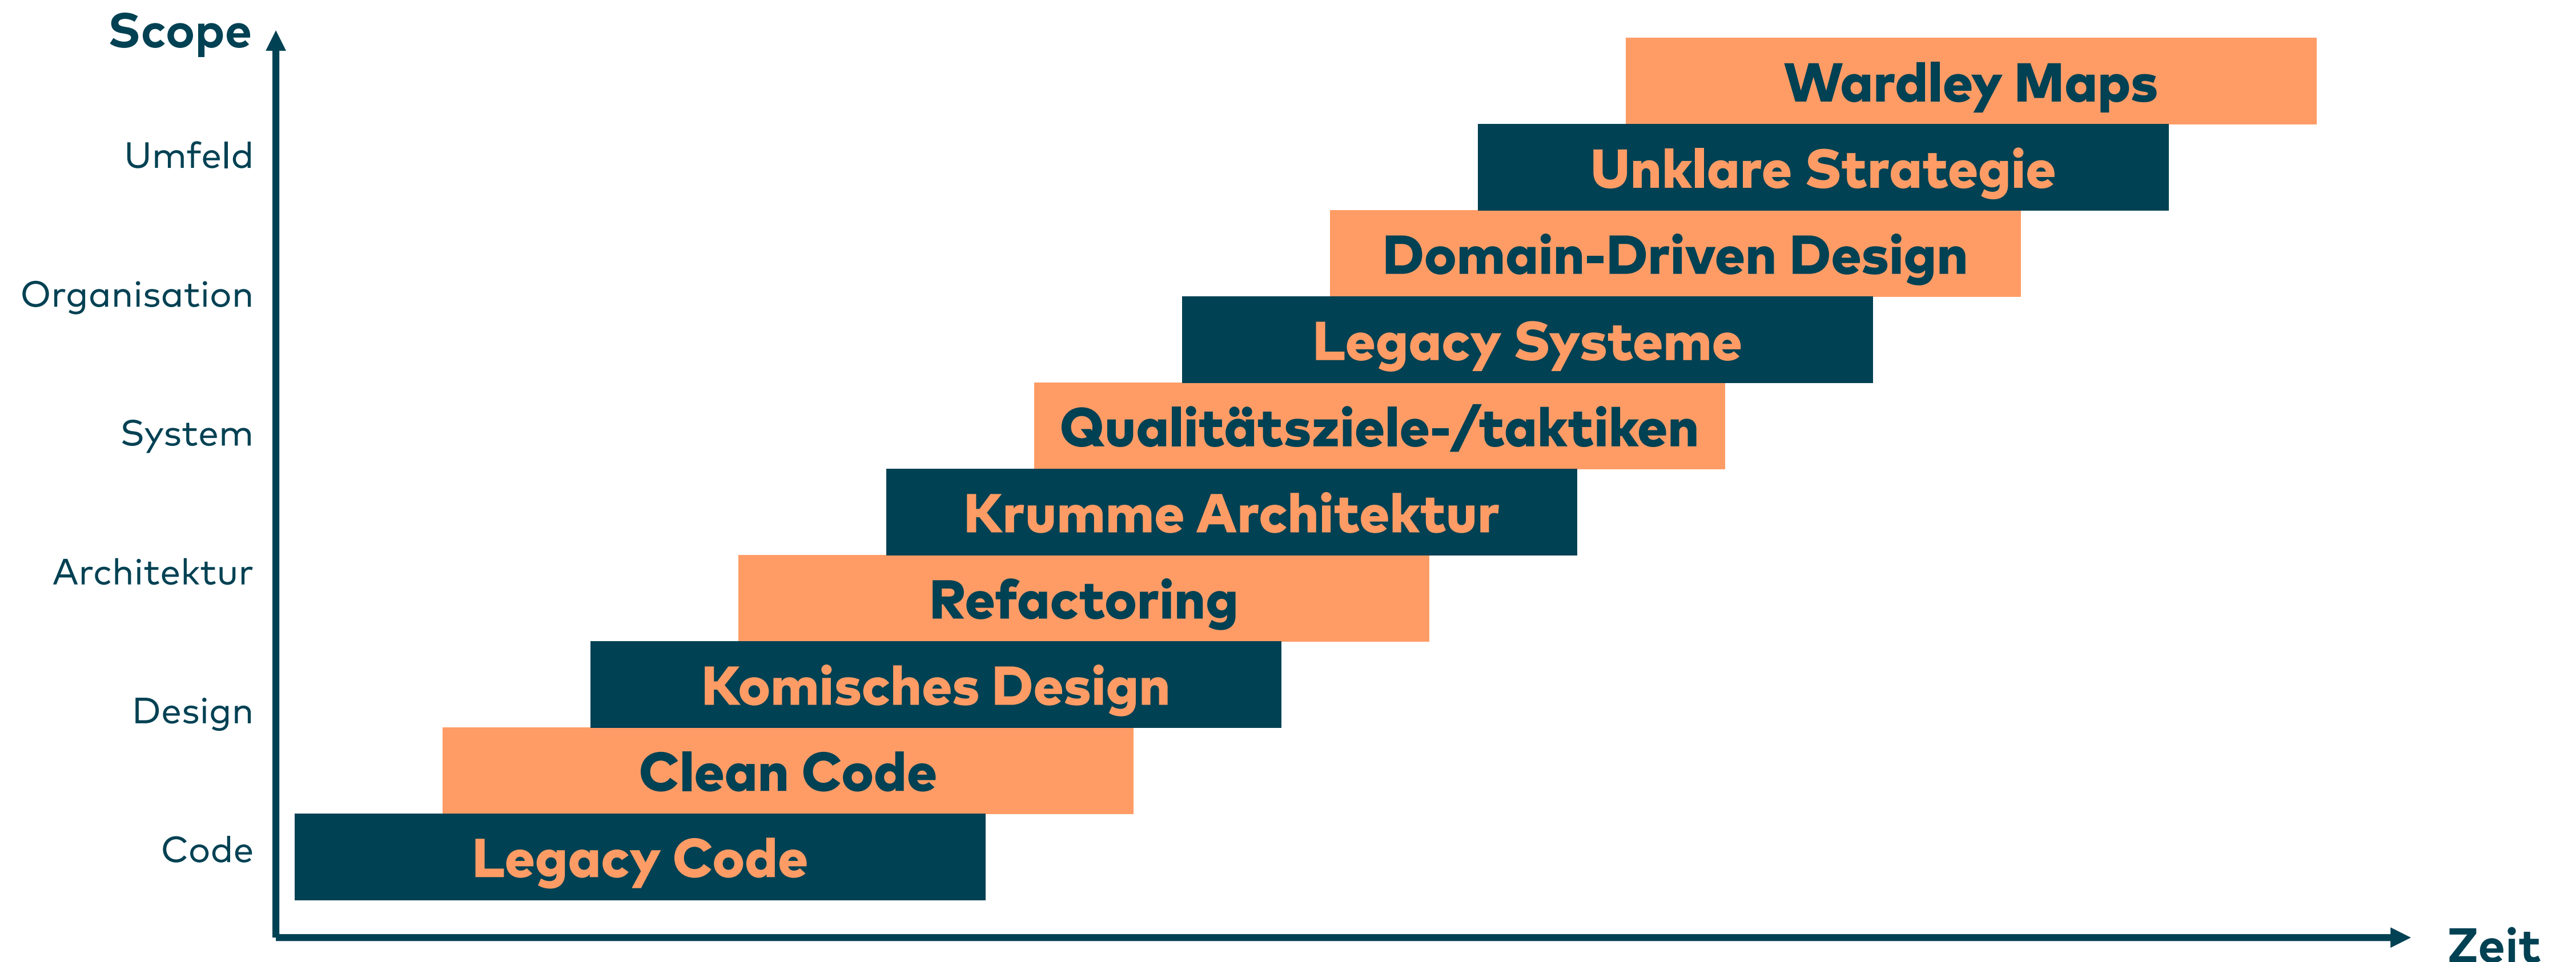 Scope
Wardley Maps
Umfeld
Unklare Strategie
Domain-Driven Design
Organisation
Legacy Systeme
System
Qualitätsziele-/taktiken
Krumme Architektur
Architektur
Refactoring
Komisches Design
Design
Clean Code
Code
Legacy Code
Zeit